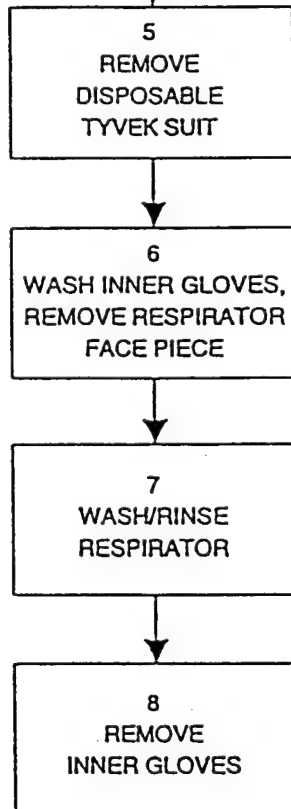 5
REMOVE
DISPOSABLE
TYVEK SUIT
6
WASH INNER GLOVES,
REMOVE RESPIRATOR
FACE PIECE
7
WASH/RINSE
RESPIRATOR
8
REMOVE
INNER GLOVES